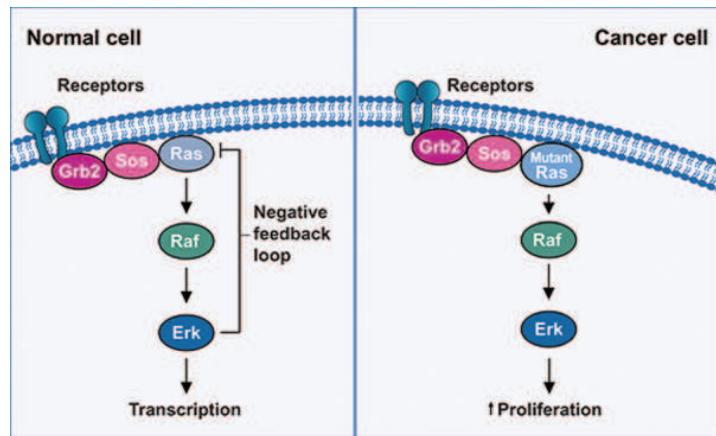 Normal cell
Receptors
Grb2
Sos
Ras
Raf
Negative
feedback
loop
Erk
Transcription
Cancer cell
Receptors
Grb2
Sos
Mutant
Ras
Raf
Erk
↑Proliferation